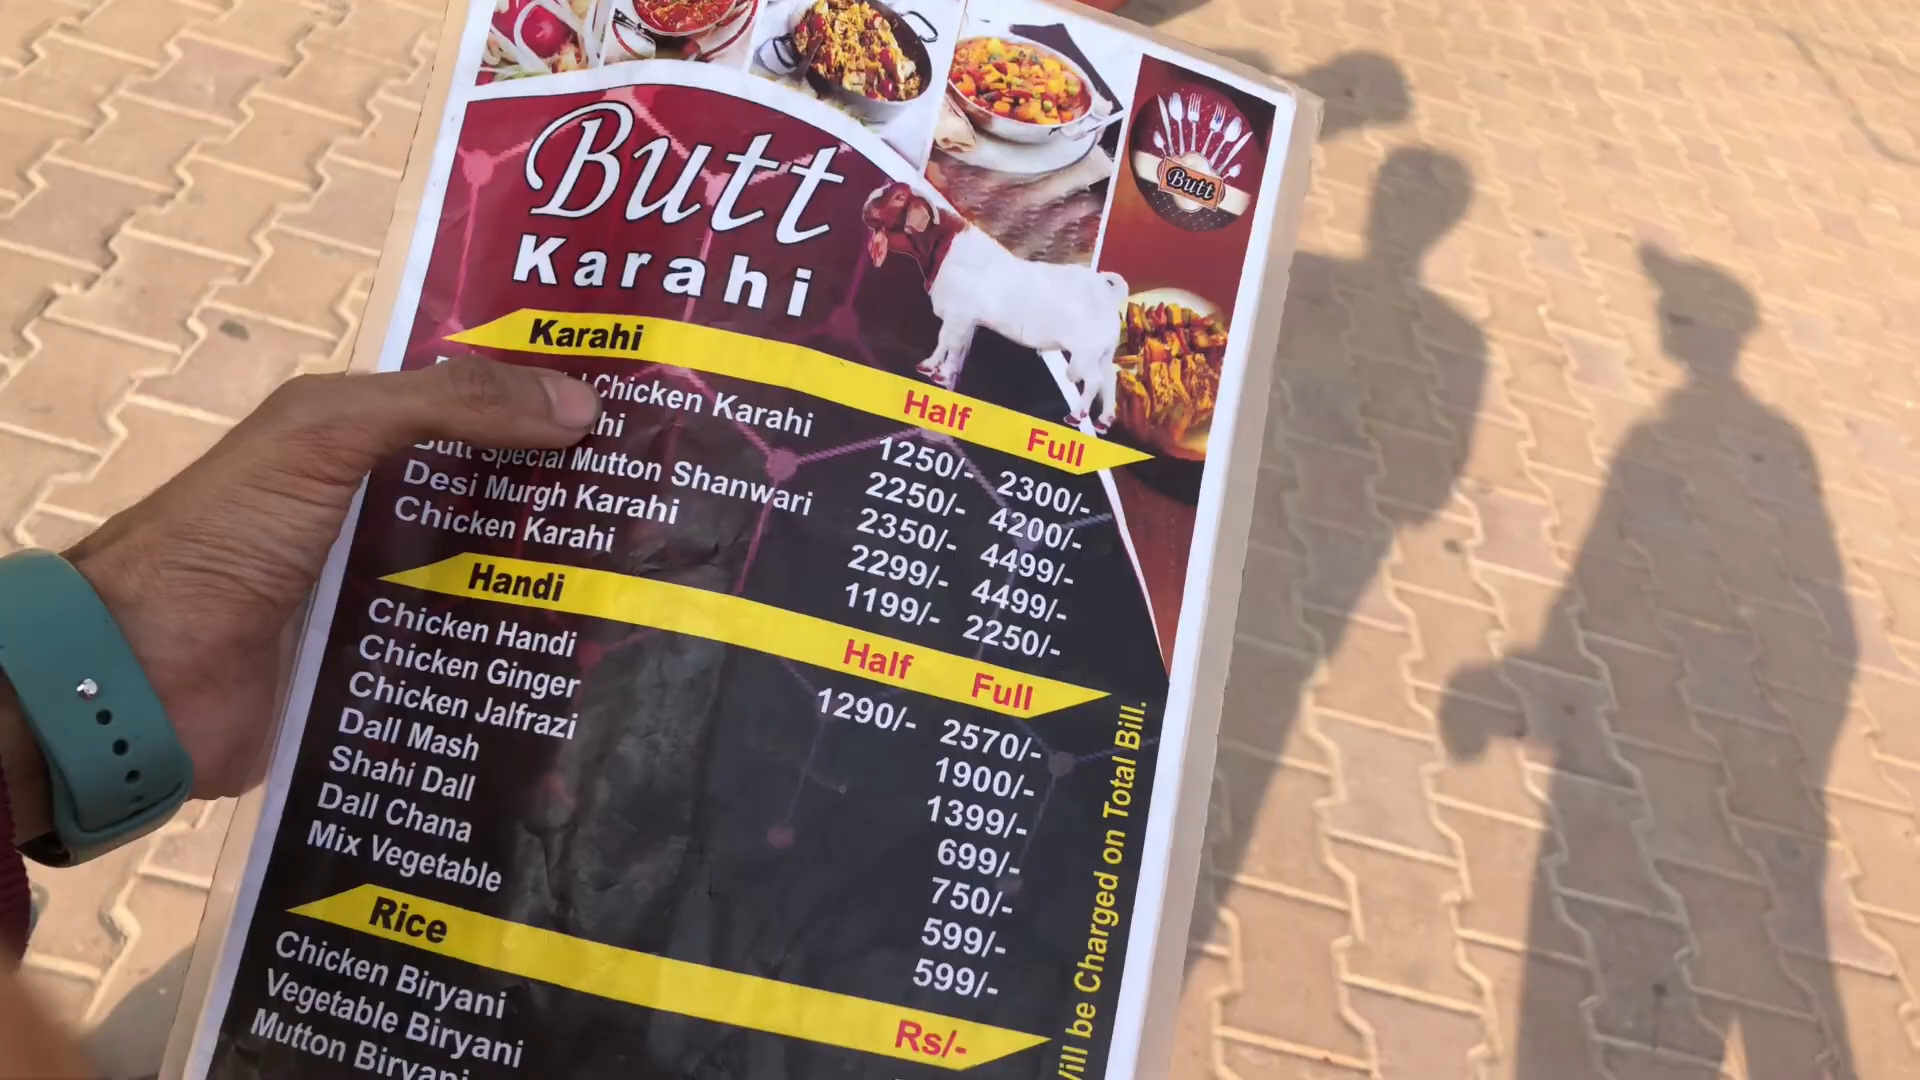 Butt
Butt
Karahi
Karahi
Half Full
Chicken Karahi 1250/- 2300/-
2250/- 4200/-
Butt Special Mutton Shanwari 2350/- 4499/-
Desi Murgh Karahi 2299/- 4499/-
Chicken Karahi 1199/- 2250/-
Handi
Half Full
Chicken Handi 1290/- 2570/-
Chicken Ginger 1900/-
Chicken Jalfrazi 1399/-
Dall Mash 699/-
Shahi Dall 750/-
Dall Chana 599/-
Mix Vegetable 599/-
Rice
Rs/-
Chicken Biryani
Vegetable Biryani
Mutton Biryani
be Charged on Total Bill.